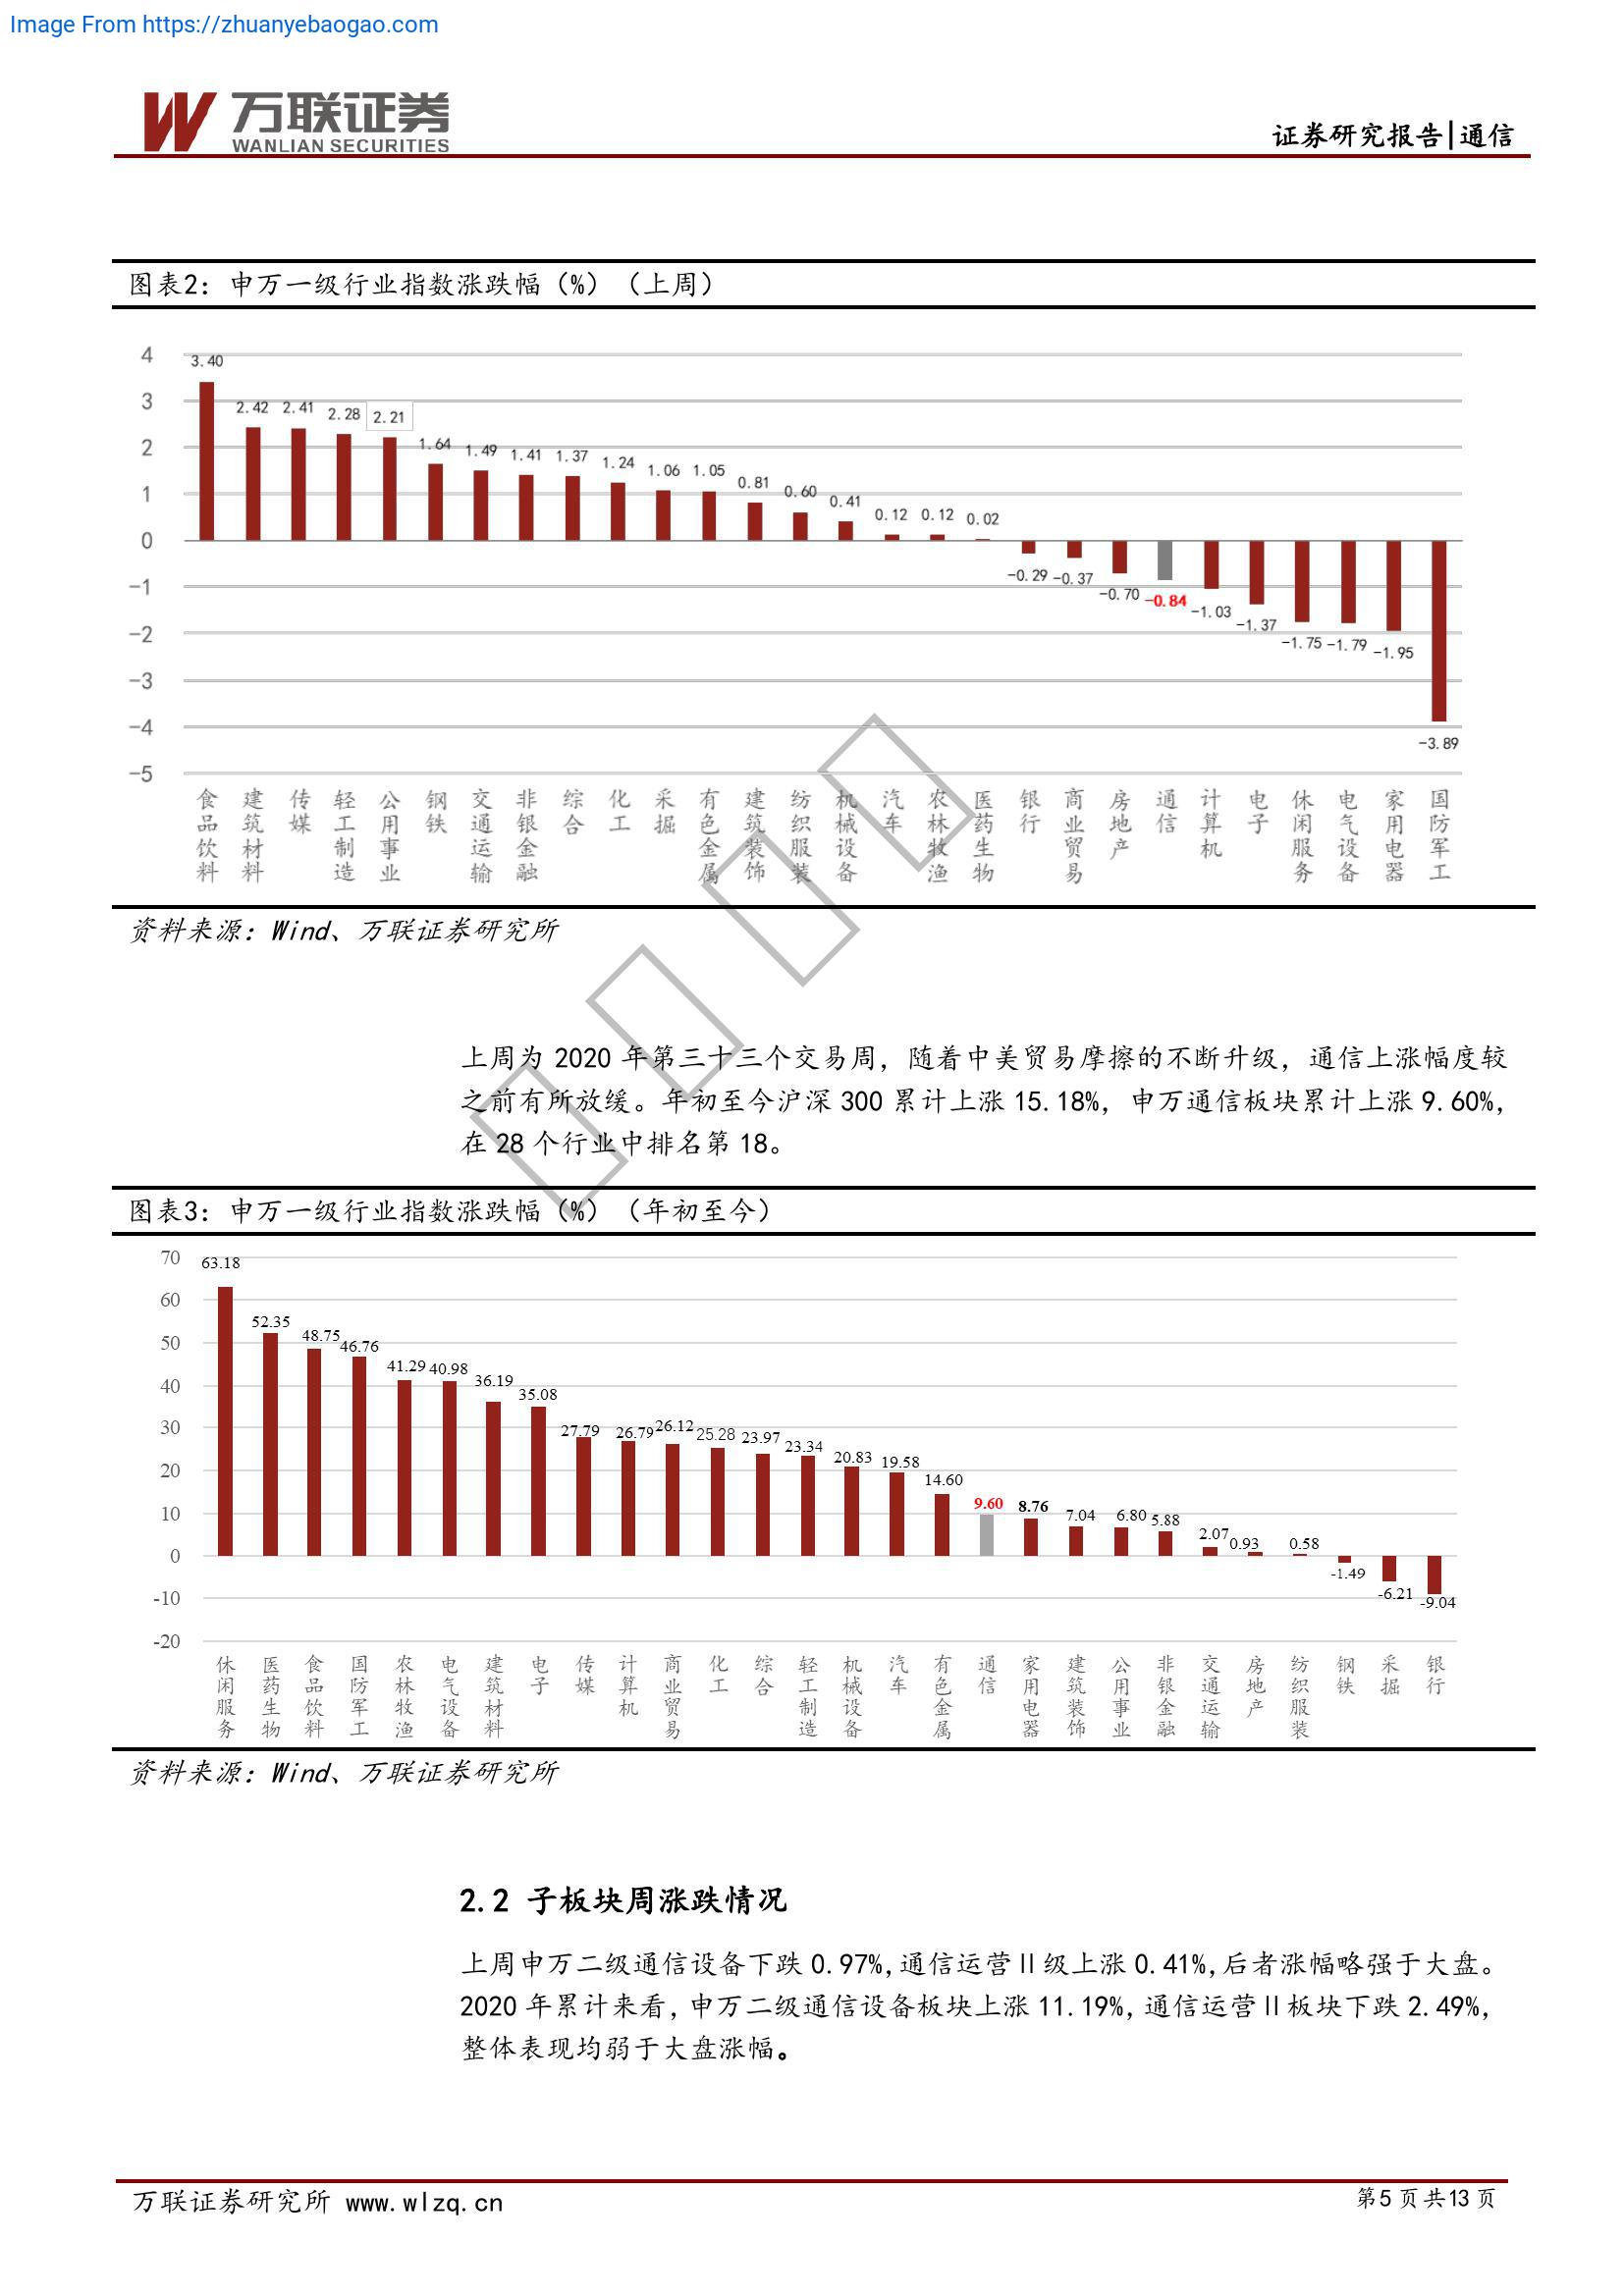 Image From https://zhuanyebaogao.com
万联证券
WANLIAN SECURITIES
证券研究报告|通信
图表2：申万一级行业指数涨跌幅（%）（上周）
4
3
2
1
0
-1
-2
-3
-4
-5
3.40 2.42 2.41 2.28 2.21 1.64 1.49 1.41 1.37 1.24 1.06 1.05 0.81 0.60 0.41 0.12 0.12 0.02 -0.29 -0.37 -0.70 -0.84 -1.03 -1.37 -1.75 -1.79 -1.95 -3.89
食品饮料 建筑材料 传媒 轻工制造 公用事业 钢铁 交通运输 非银金融 综合 化工 采掘 有色金属 建筑装饰 纺织服装 机械设备 汽车 农林牧渔 医药生物 银行 商业贸易 房地产 通信 计算机 电子 休闲服务 电气设备 家用电器 国防军工
资料来源：Wind、万联证券研究所
上周为 2020 年第三十三个交易周，随着中美贸易摩擦的不断升级，通信上涨幅度较
之前有所放缓。年初至今沪深 300 累计上涨 15.18%，申万通信板块累计上涨 9.60%，
在 28 个行业中排名第 18。
图表3：申万一级行业指数涨跌幅（%）（年初至今）
70
60
50
40
30
20
10
0
-10
-20
63.18 52.35 48.75 46.76 41.29 40.98 36.19 35.08 27.79 26.79 26.12 25.28 23.97 23.34 20.83 19.58 14.60 9.60 8.76 7.04 6.80 5.88 2.07 0.93 0.58 -1.49 -6.21 -9.04
休闲服务 医药生物 食品饮料 国防军工 农林牧渔 电气设备 建筑材料 电子 传媒 计算机 商业贸易 化工 综合 轻工制造 机械设备 汽车 有色金属 通信 家用电器 建筑装饰 公用事业 非银金融 交通运输 房地产 纺织服装 钢铁 采掘 银行
资料来源：Wind、万联证券研究所
2.2 子板块周涨跌情况
上周申万二级通信设备下跌 0.97%,通信运营Ⅱ级上涨 0.41%,后者涨幅略强于大盘。
2020 年累计来看，申万二级通信设备板块上涨 11.19%，通信运营Ⅱ板块下跌 2.49%，
整体表现均弱于大盘涨幅。
万联证券研究所 www.wlzq.cn
第5 页共13 页